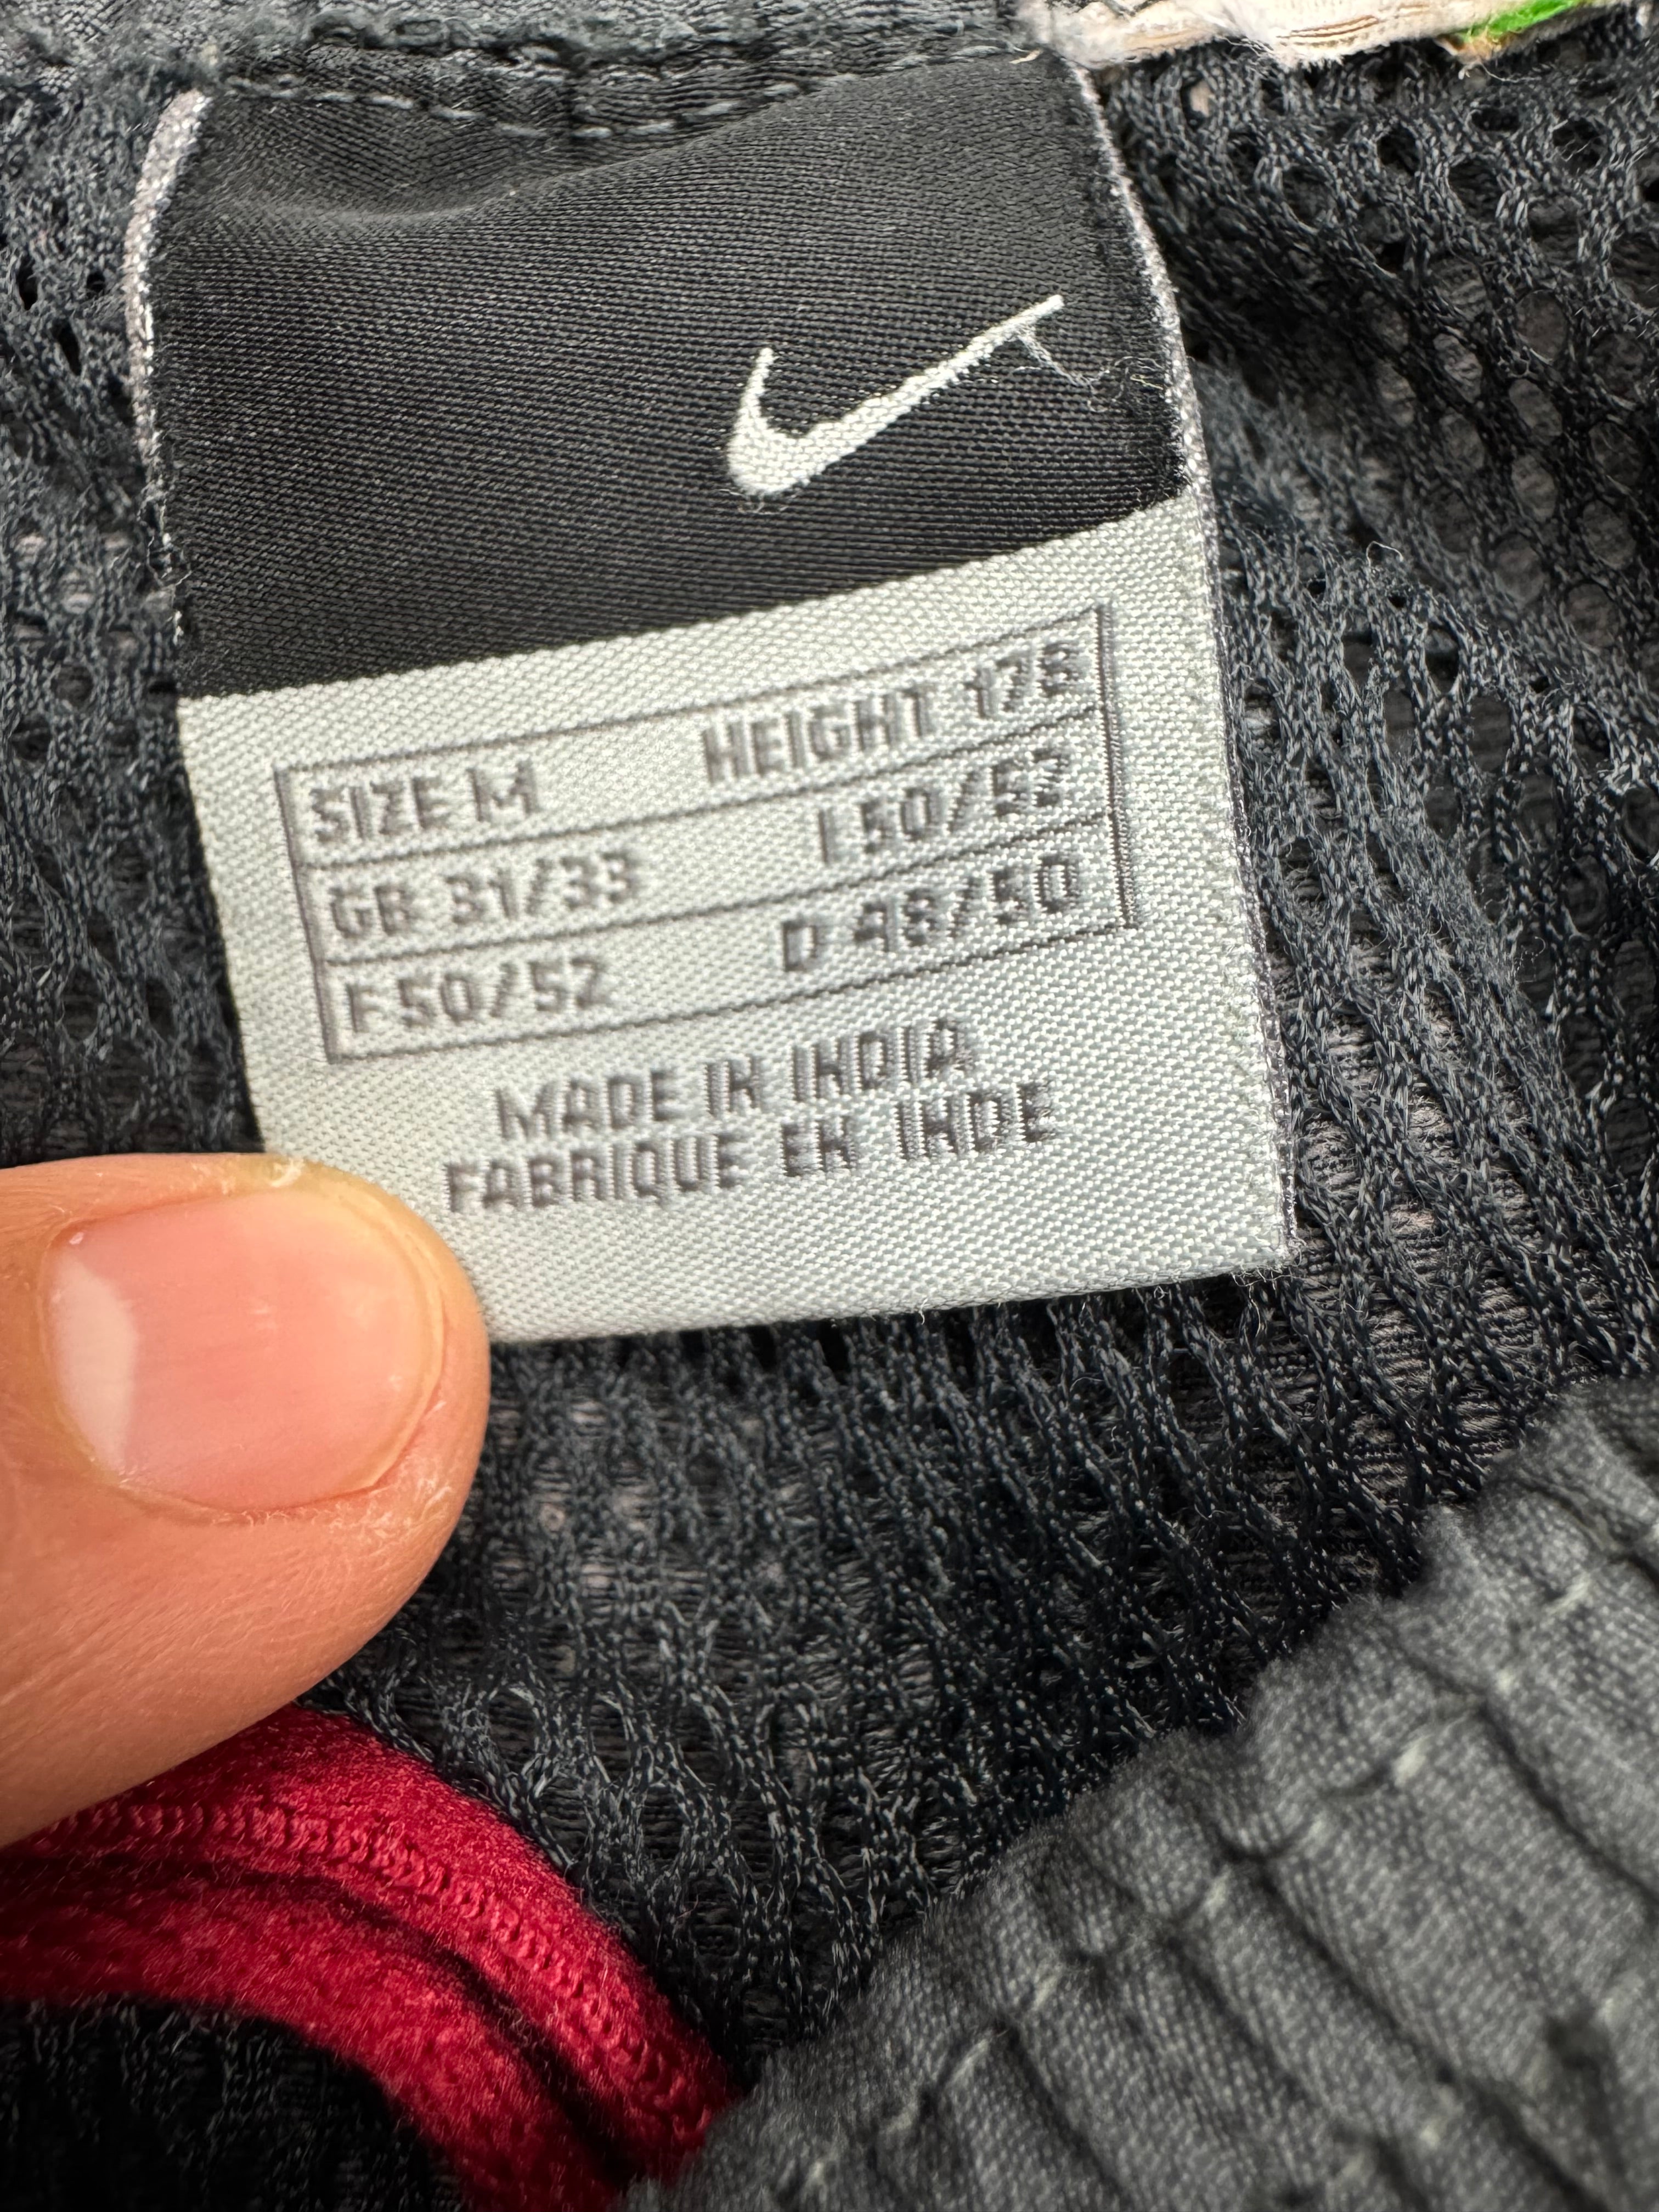 SIZE M HEIGHT 178
GB 31/33 I 50/52
F 50/52 D 48/50
MADE IN INDIA
FABRIQUE EN INDE